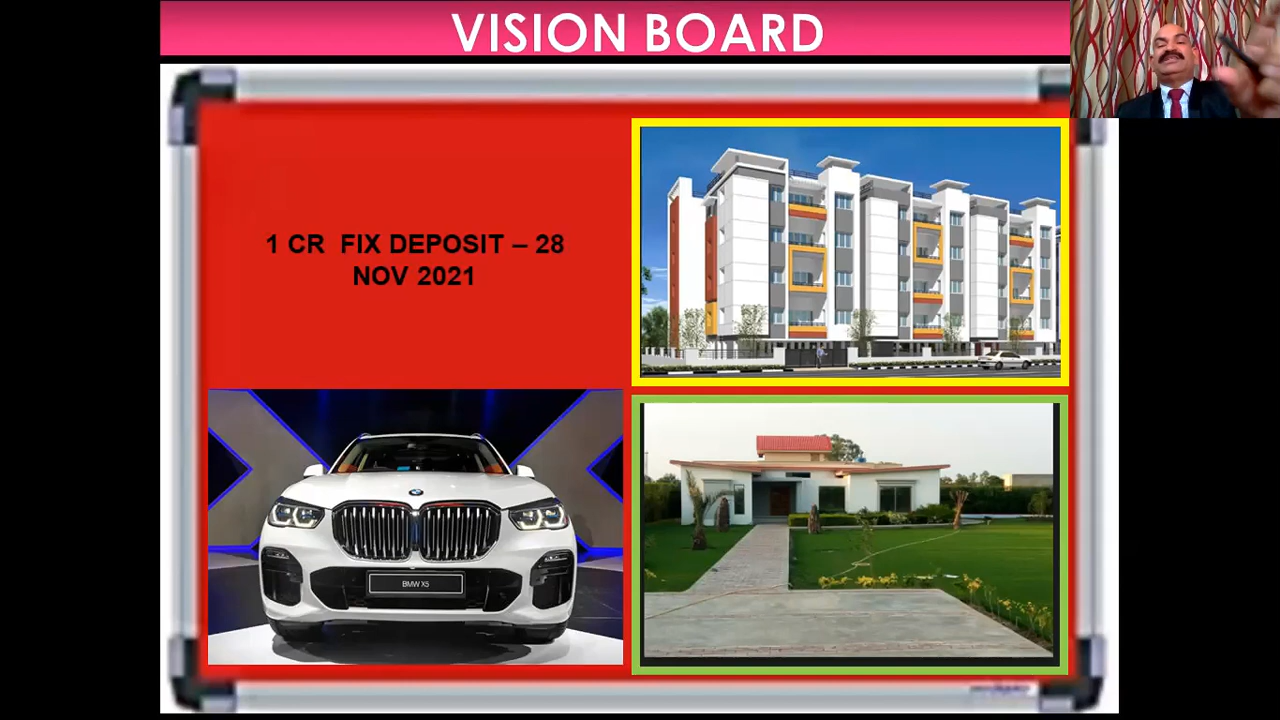 VISION BOARD
1 CR FIX DEPOSIT – 28
NOV 2021
BMW X5